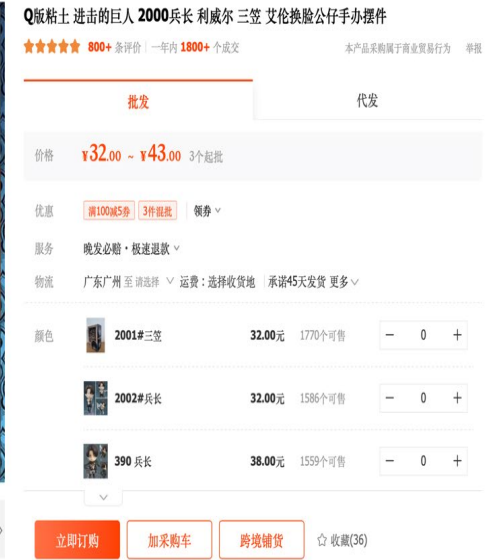 Q版粘土 进击的巨人 2000兵长 利威尔 三笠 艾伦换脸公仔手办摆件
800+ 条评价 一年内 1800+ 个成交 本产品采购属于商业贸易行为 举报
批发 代发
价格 ¥32.00 ~ ¥43.00 3个起批
优惠 满100减5券 3件混批 领券
服务 晚发必赔·极速退款
物流 广东广州 至 请选择 运费：选择收货地 承诺45天发货 更多
颜色 2001#三笠 32.00元 1770个可售 − 0 +
2002#兵长 32.00元 1586个可售 − 0 +
390 兵长 38.00元 1559个可售 − 0 +
立即订购 加采购车 跨境铺货 收藏(36)